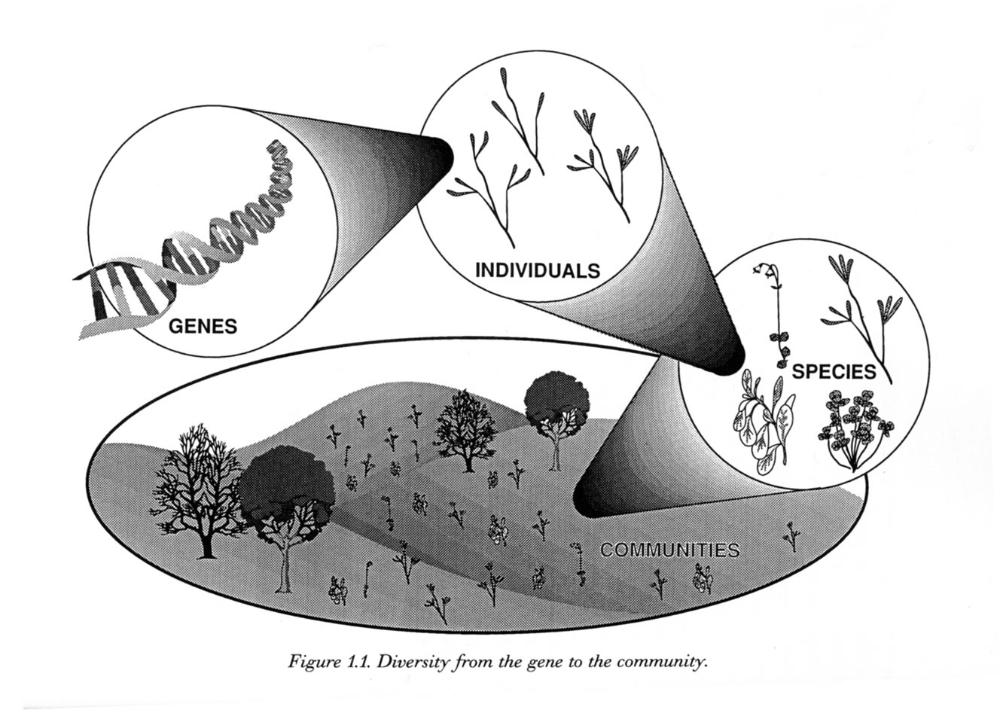 INDIVIDUALS
GENES
SPECIES
COMMUNITIES
Figure 1.1. Diversity from the gene to the community.